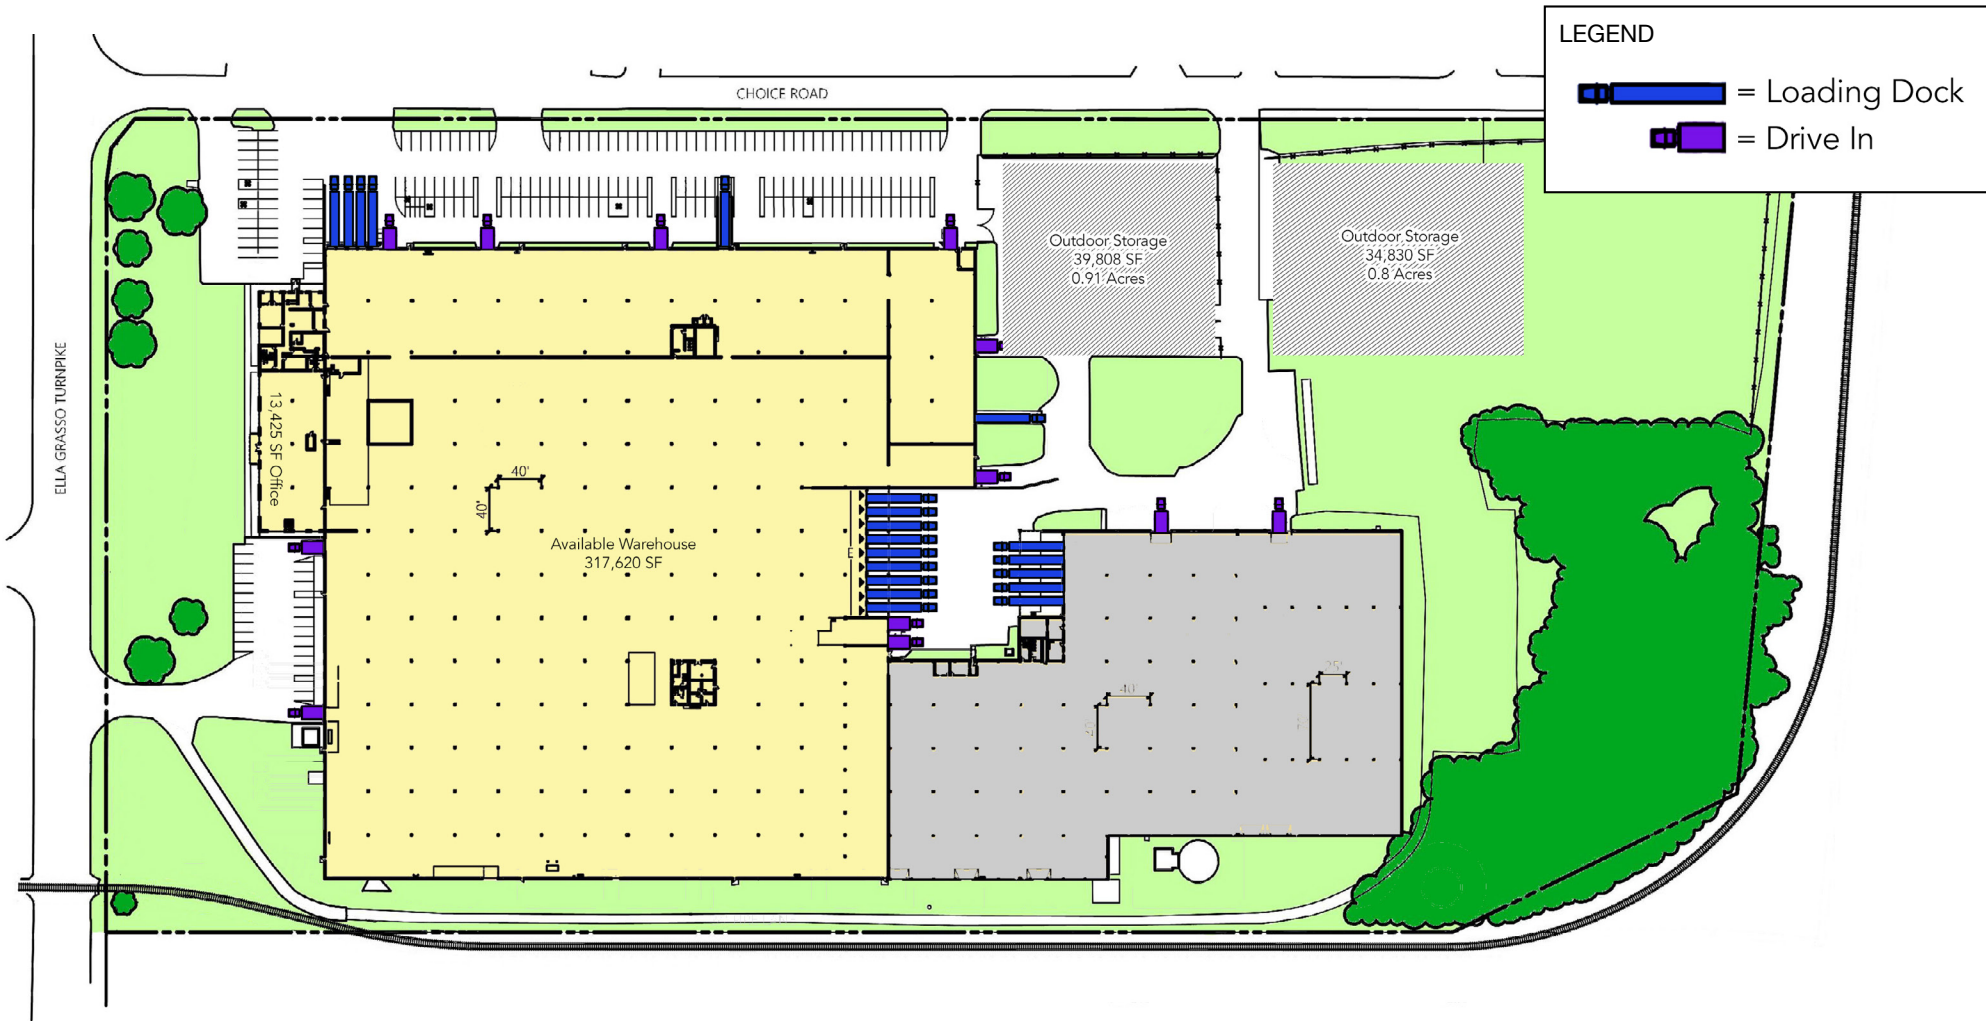 LEGEND
= Loading Dock
= Drive In
CHOICE ROAD
ELLA GRASSO TURNPIKE
Outdoor Storage
39,808 SF
0.91 Acres
Outdoor Storage
34,830 SF
0.8 Acres
13,425 SF Office
40'
40'
Available Warehouse
317,620 SF
E
40'
40'
25'